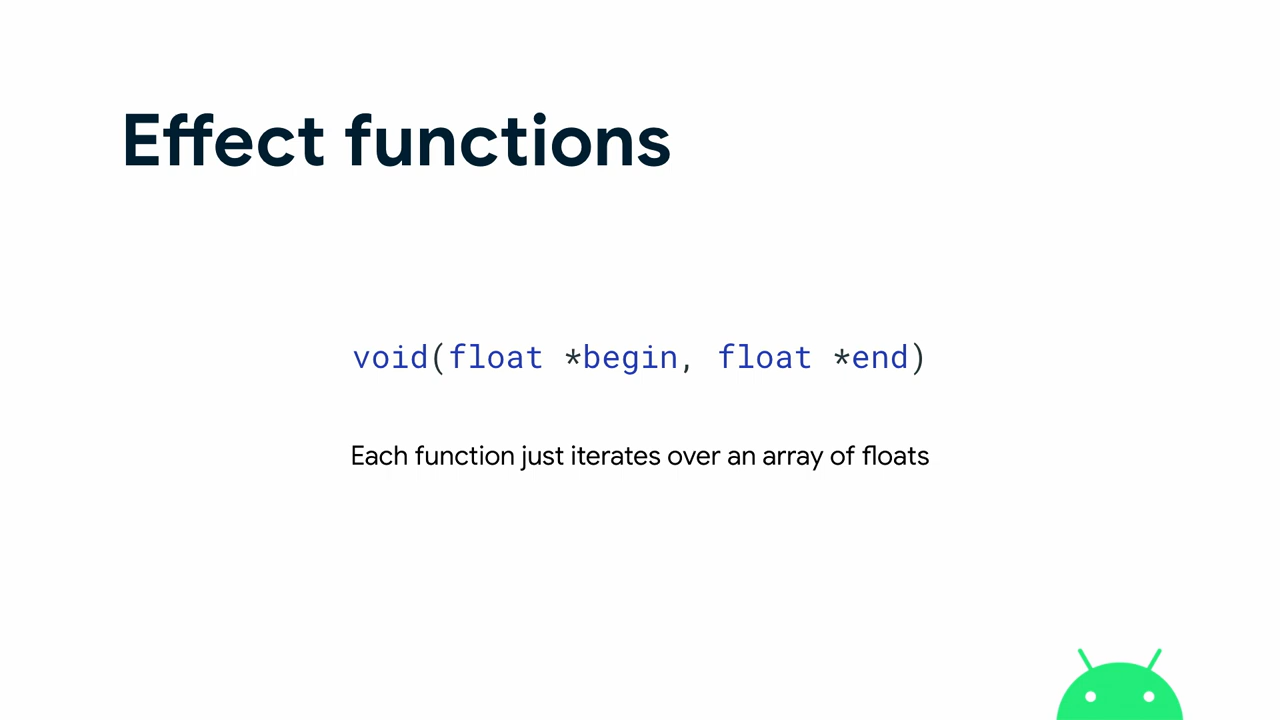 Effect functions
void(float *begin, float *end)
Each function just iterates over an array of floats